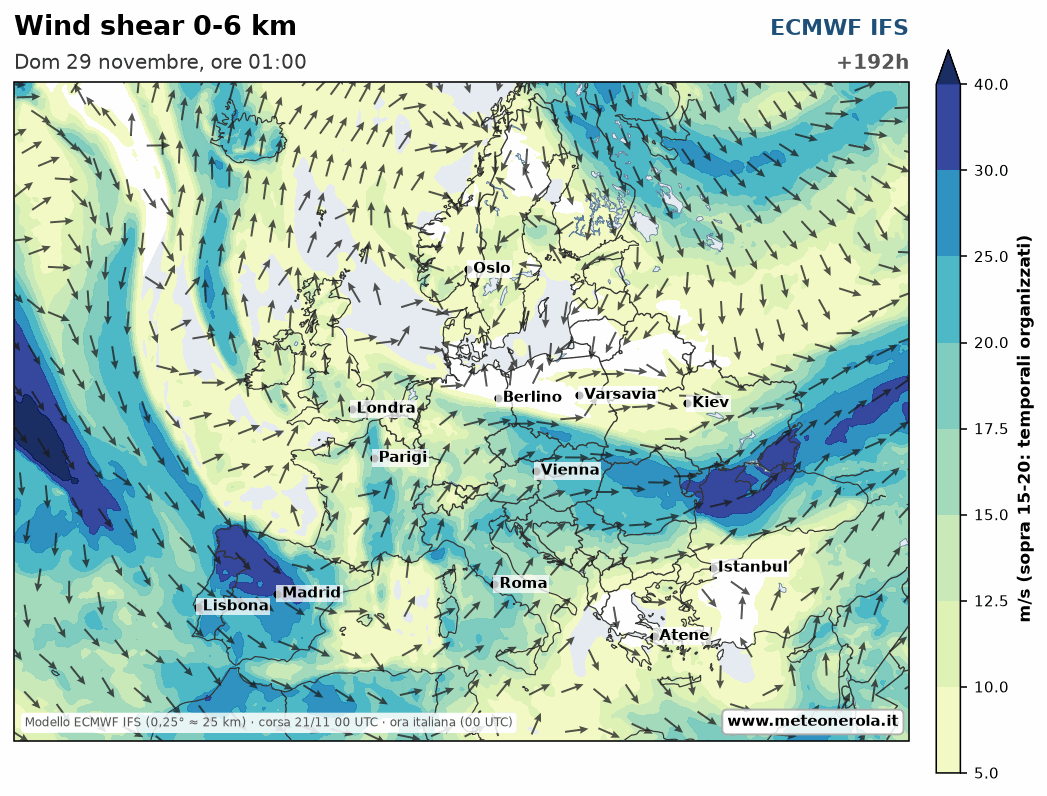 Wind shear 0-6 km
ECMWF IFS
Dom 29 novembre, ore 01:00
+192h
40.0
30.0
25.0
20.0
17.5
15.0
12.5
10.0
5.0
m/s (sopra 15-20: temporali organizzati)
Oslo
Berlino
Varsavia
Kiev
Londra
Parigi
Vienna
Istanbul
Roma
Madrid
Lisbona
Atene
Modello ECMWF IFS (0,25° ≈ 25 km) · corsa 21/11 00 UTC · ora italiana (00 UTC)
www.meteonerola.it